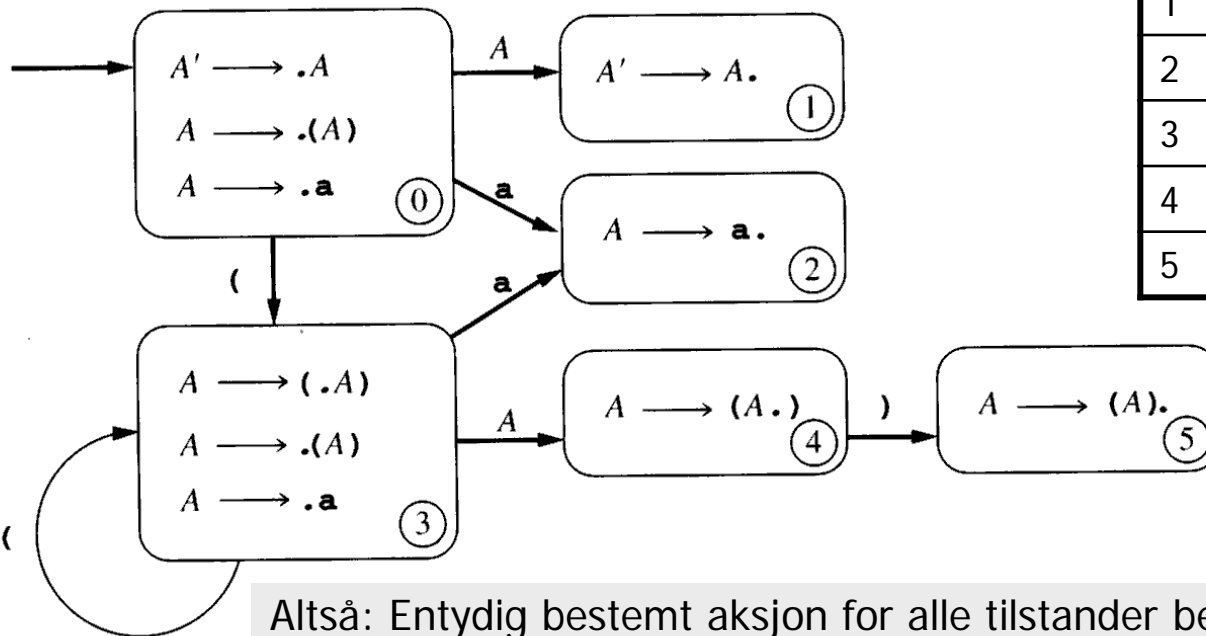 A' ⟶ .A
A ⟶ .(A)
A ⟶ .a
0
A
A' ⟶ A.
1
a
A ⟶ a.
2
(
a
A ⟶ (.A)
A ⟶ .(A)
A ⟶ .a
3
(
A
A ⟶ (A.)
4
)
A ⟶ (A).
5
1
2
3
4
5
Altså: Entydig bestemt aksjon for alle tilstander be